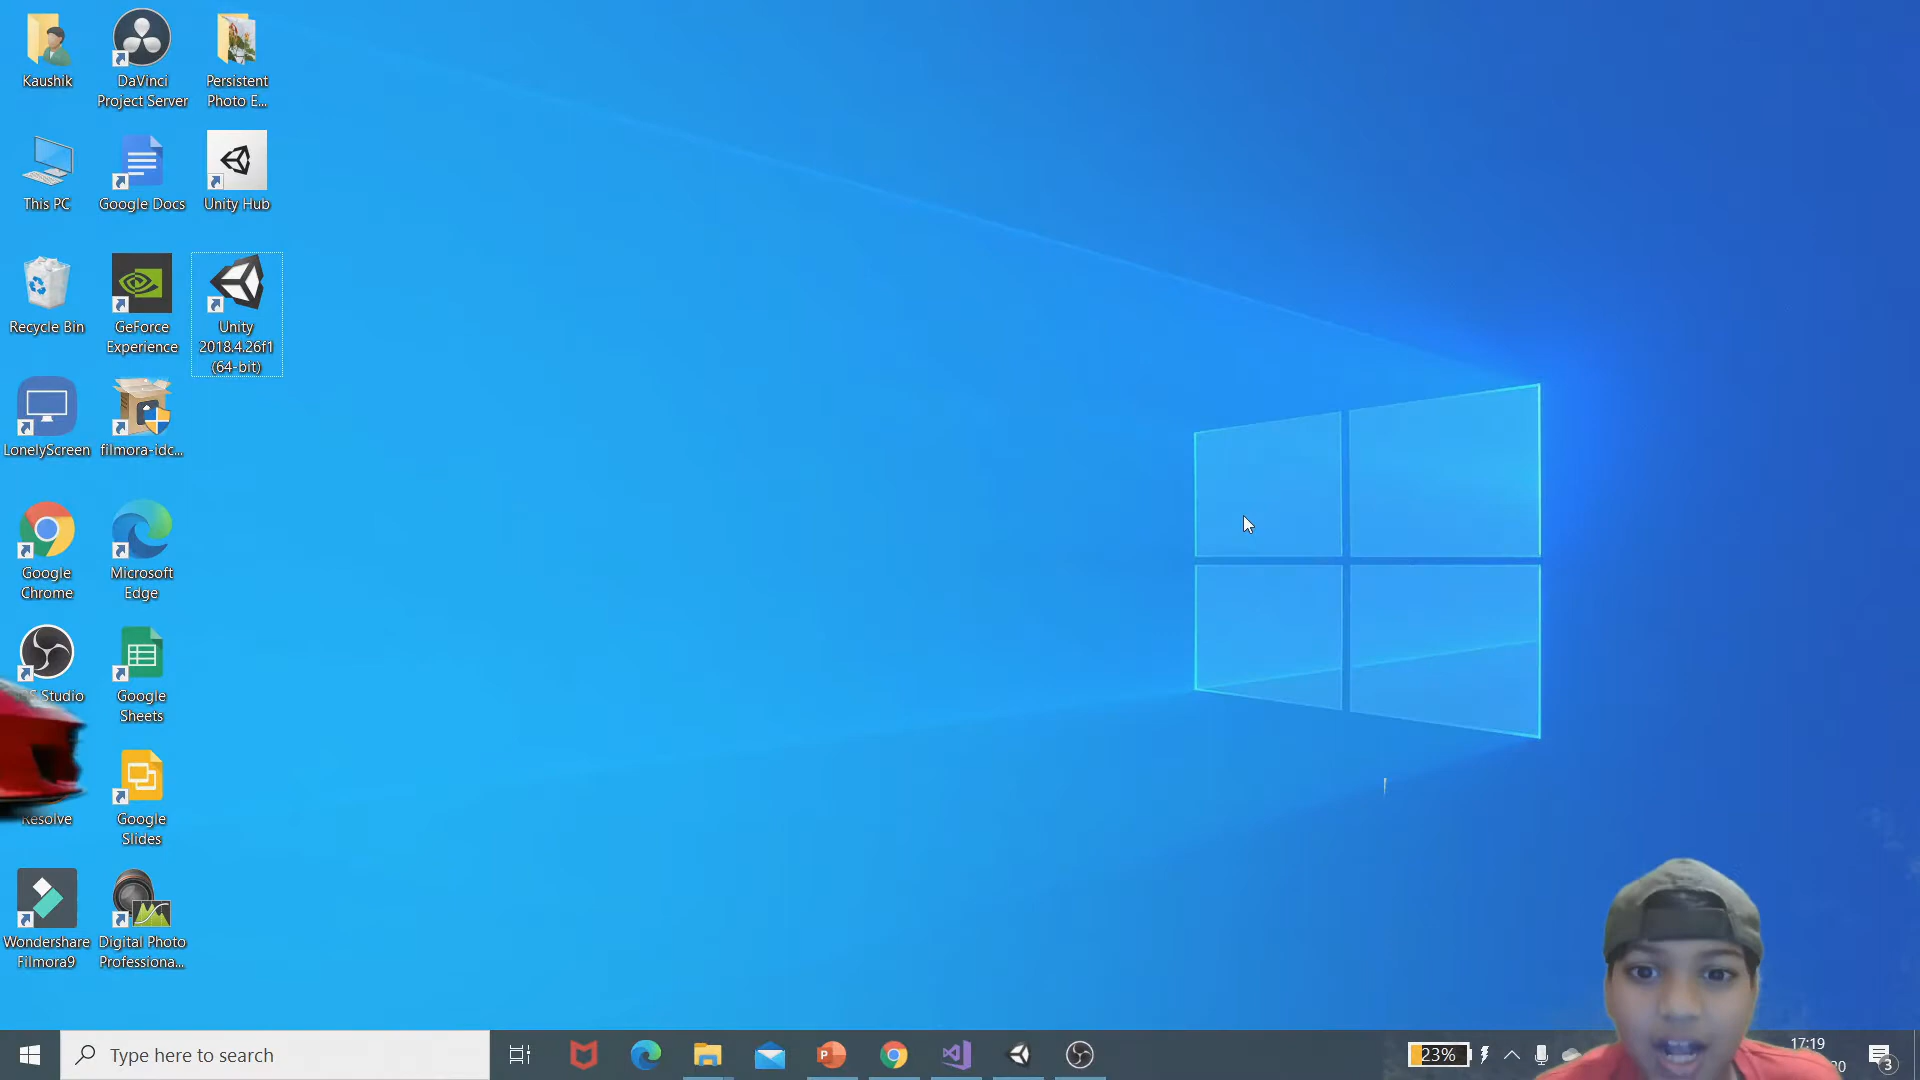 Kaushik
DaVinci
Project Server
Persistent
Photo E...
This PC
Google Docs
Unity Hub
Recycle Bin
GeForce
Experience
Unity
2018.4.26f1
(64-bit)
LonelyScreen
filmora-idc...
Google
Chrome
Microsoft
Edge
Studio
Google
Sheets
Resolve
Google
Slides
Wondershare
Filmora9
Digital Photo
Professiona...
Type here to search
23%
17:19
3